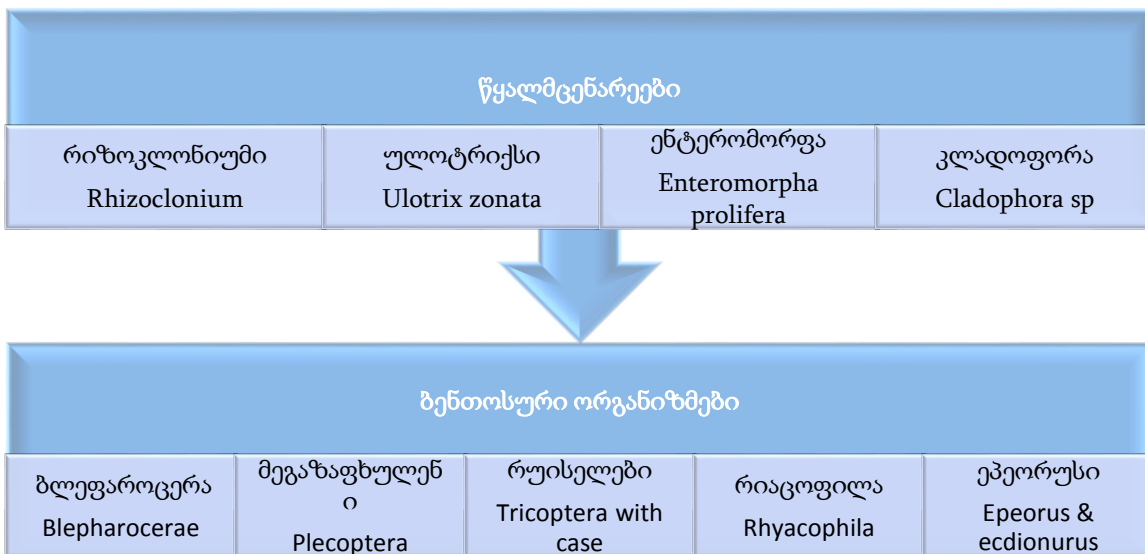 წყალმცენარეები
რიზოკლონიუმი
Rhizoclonium
ულოტრიქსი
Ulotrix zonata
ენტერომორფა
Enteromorpha
prolifera
კლადოფორა
Cladophora sp
ბენთოსური ორგანიზმები
ბლეფაროცერა
Blepharocerae
მეგაზაფხულენ
ი
Plecoptera
რუისელები
Tricoptera with
case
რიაცოფილა
Rhyacophila
ეპეორუსი
Epeorus &
ecdionurus